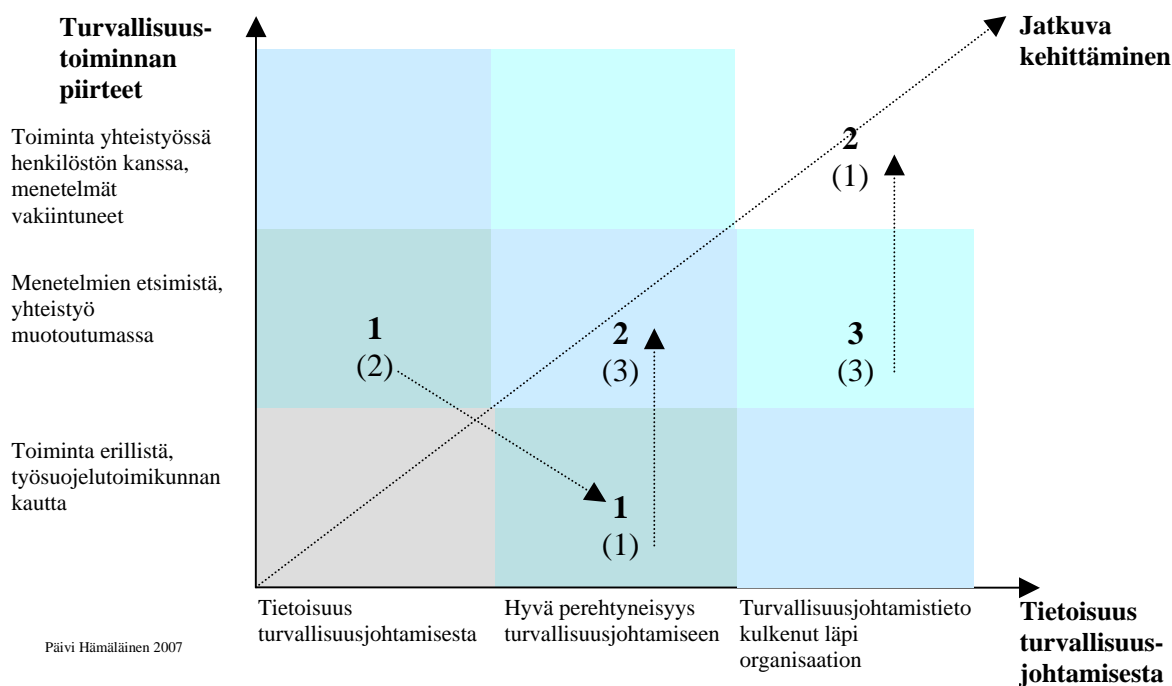 Turvallisuus-
toiminnan
piirteet
Jatkuva
kehittäminen
Toiminta yhteistyössä
henkilöstön kanssa,
menetelmät
vakiintuneet
2
(1)
Menetelmien etsimistä,
yhteistyö
muotoutumassa
1
(2)
2
(3)
3
(3)
Toiminta erillistä,
työsuojelutoimikunnan
kautta
1
(1)
Tietoisuus
turvallisuusjohtamisesta
Hyvä perehtyneisyys
turvallisuusjohtamiseen
Turvallisuusjohtamistieto
kulkenut läpi
organisaation
Tietoisuus
turvallisuus-
johtamisesta
Päivi Hämäläinen 2007